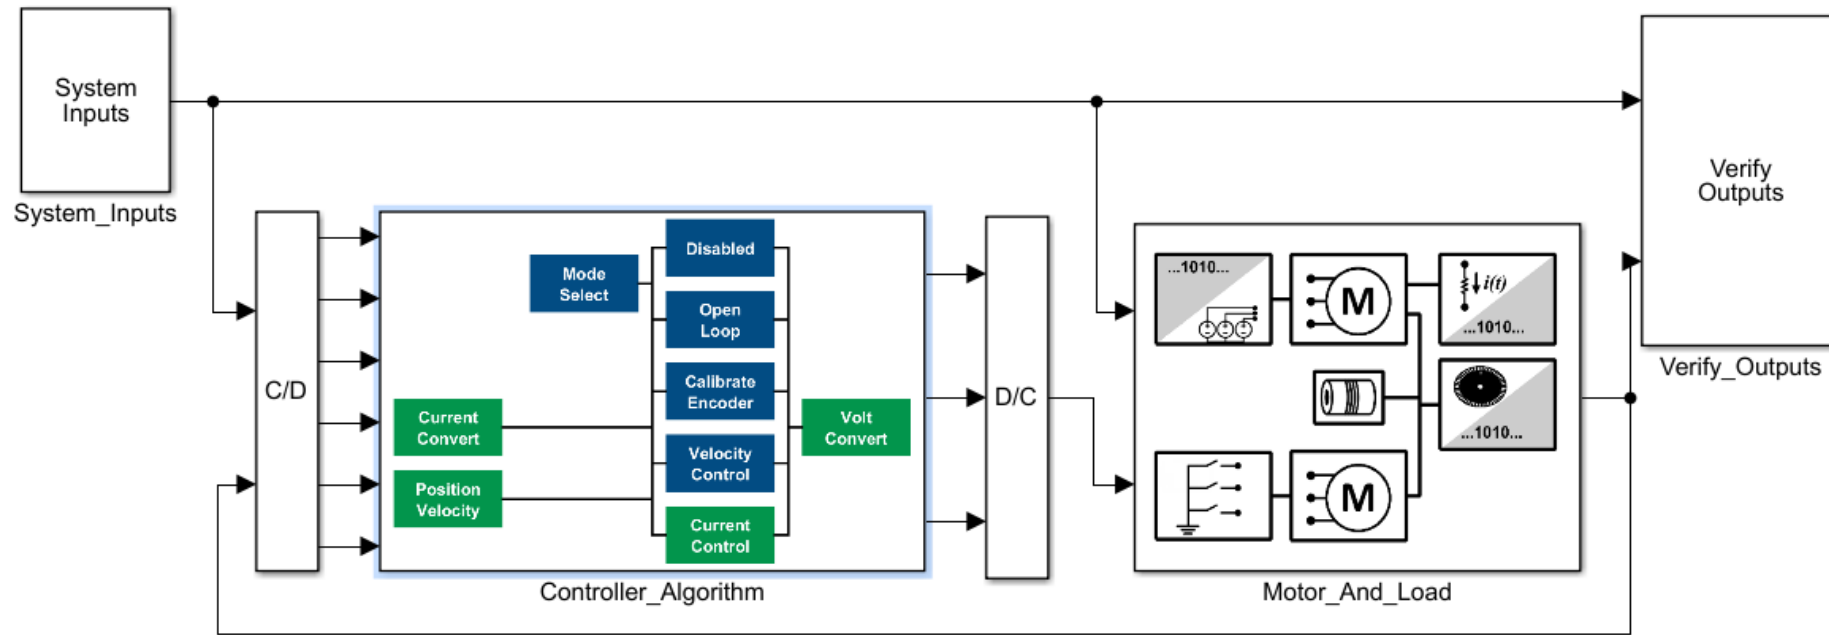 System
Inputs
System_Inputs
C/D
Mode
Select
Disabled
Open
Loop
Calibrate
Encoder
Velocity
Control
Current
Control
Current
Convert
Position
Velocity
Volt
Convert
Controller_Algorithm
D/C
...1010...
M
i(t)
...1010...
...1010...
M
Motor_And_Load
Verify
Outputs
Verify_Outputs